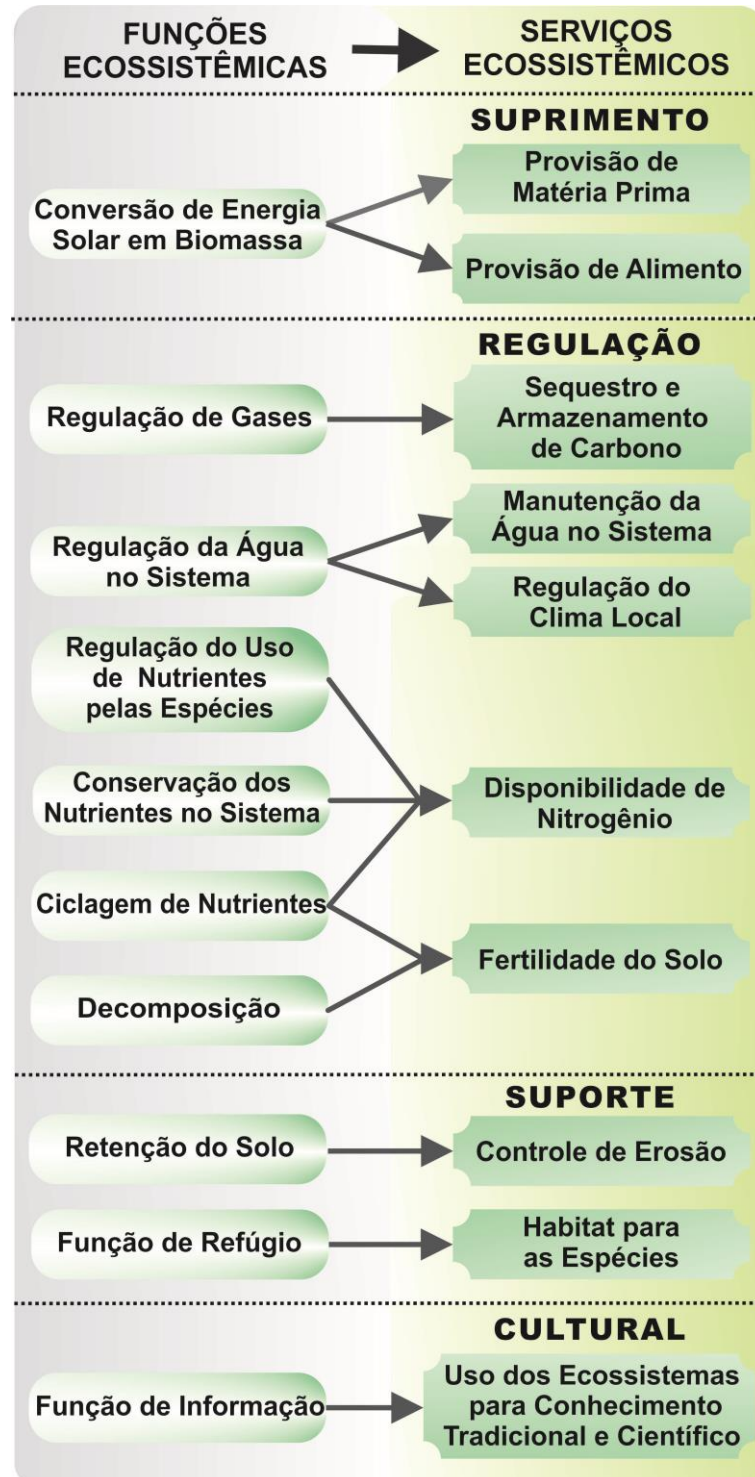 FUNÇÕES
ECOSSISTÊMICAS
SERVIÇOS
ECOSSISTÊMICOS
SUPRIMENTO
Conversão de Energia
Solar em Biomassa
Provisão de
Matéria Prima
Provisão de Alimento
REGULAÇÃO
Regulação de Gases
Sequestro e
Armazenamento
de Carbono
Regulação da Água
no Sistema
Manutenção da
Água no Sistema
Regulação do
Clima Local
Regulação do Uso
de Nutrientes
pelas Espécies
Conservação dos
Nutrientes no Sistema
Disponibilidade de
Nitrogênio
Ciclagem de Nutrientes
Fertilidade do Solo
Decomposição
SUPORTE
Retenção do Solo
Controle de Erosão
Função de Refúgio
Habitat para
as Espécies
CULTURAL
Função de Informação
Uso dos Ecossistemas
para Conhecimento
Tradicional e Científico